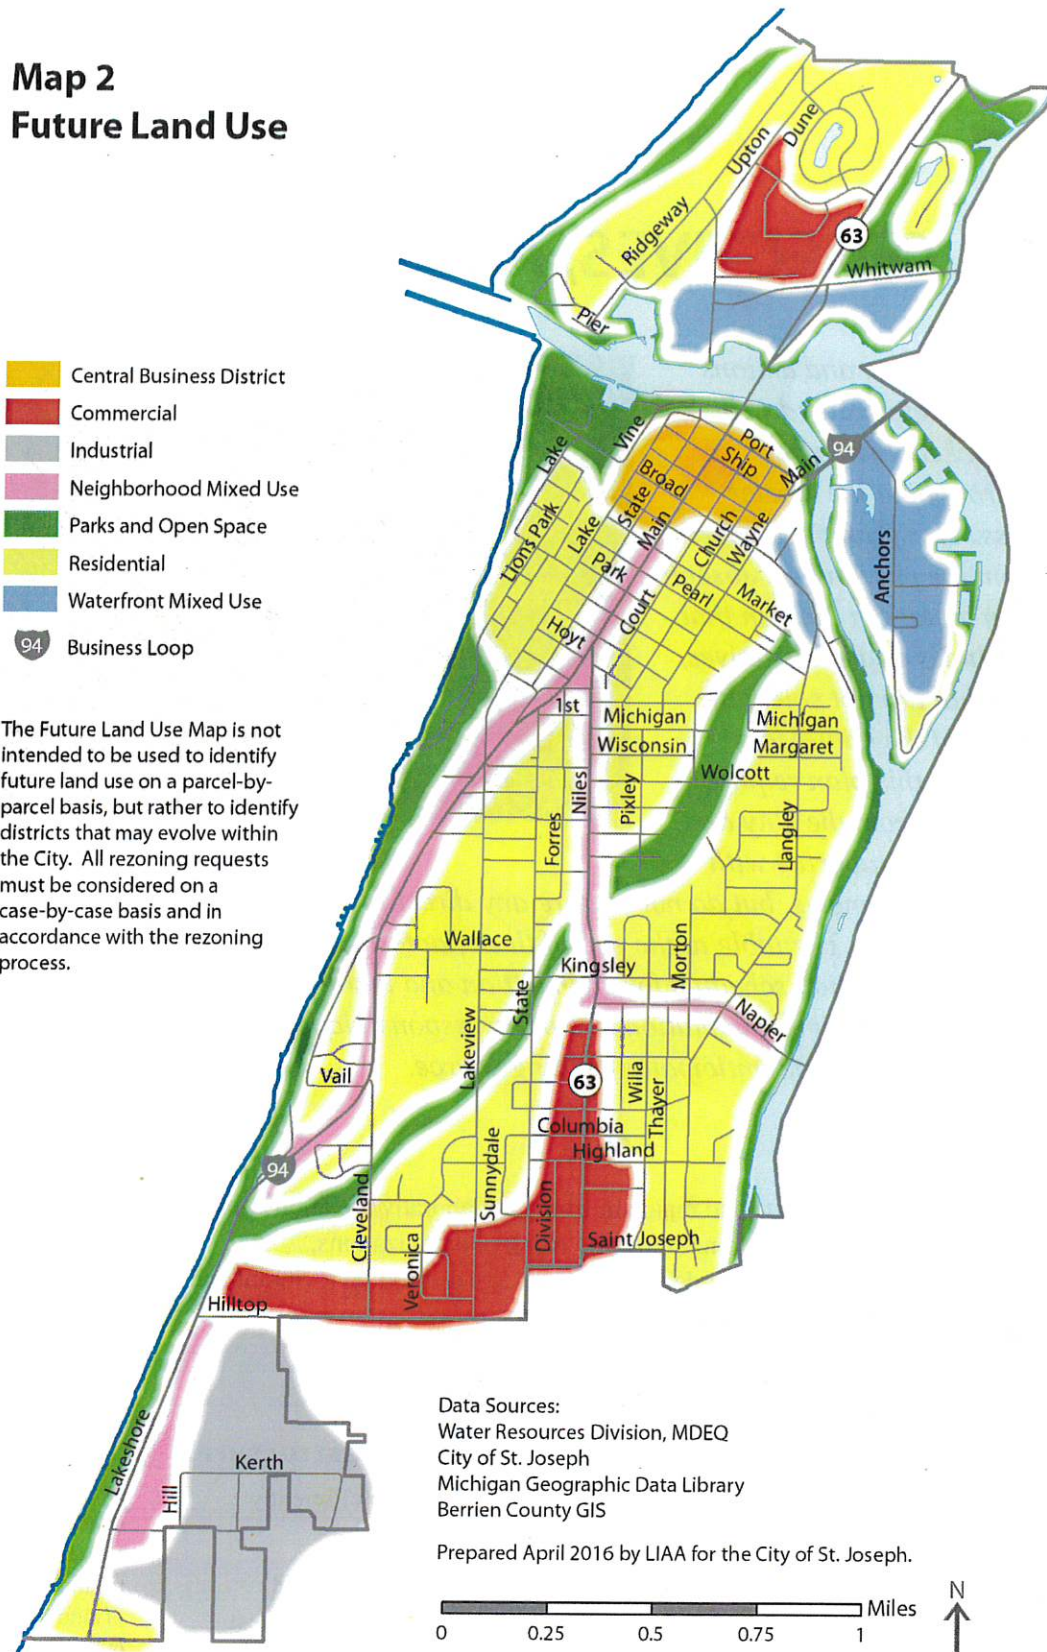 Map 2
Future Land Use
Central Business District
Commercial
Industrial
Neighborhood Mixed Use
Parks and Open Space
Residential
Waterfront Mixed Use
94 Business Loop
The Future Land Use Map is not
intended to be used to identify
future land use on a parcel-by-
parcel basis, but rather to identify
districts that may evolve within
the City. All rezoning requests
must be considered on a
case-by-case basis and in
accordance with the rezoning
process.
Upton
Dune
Ridgeway
63
Whitwam
Pier
Lake
Vine
Port
Ship
Main
94
Broad
State
Main
Church
Wayne
Lions Park
Lake
Park
Pearl
Court
Market
Hoyt
Anchors
1st
Michigan
Michigan
Wisconsin
Margaret
Wolcott
Niles
Pixley
Forres
Langley
Wallace
Kingsley
Morton
State
Napier
Lakeview
Vail
63
Willa
Thayer
Columbia
Highland
Sunnydale
94
Cleveland
Division
Saint Joseph
Veronica
Hilltop
Lakeshore
Kerth
Hill
Data Sources:
Water Resources Division, MDEQ
City of St. Joseph
Michigan Geographic Data Library
Berrien County GIS
Prepared April 2016 by LIAA for the City of St. Joseph.
Miles
0 0.25 0.5 0.75 1
N